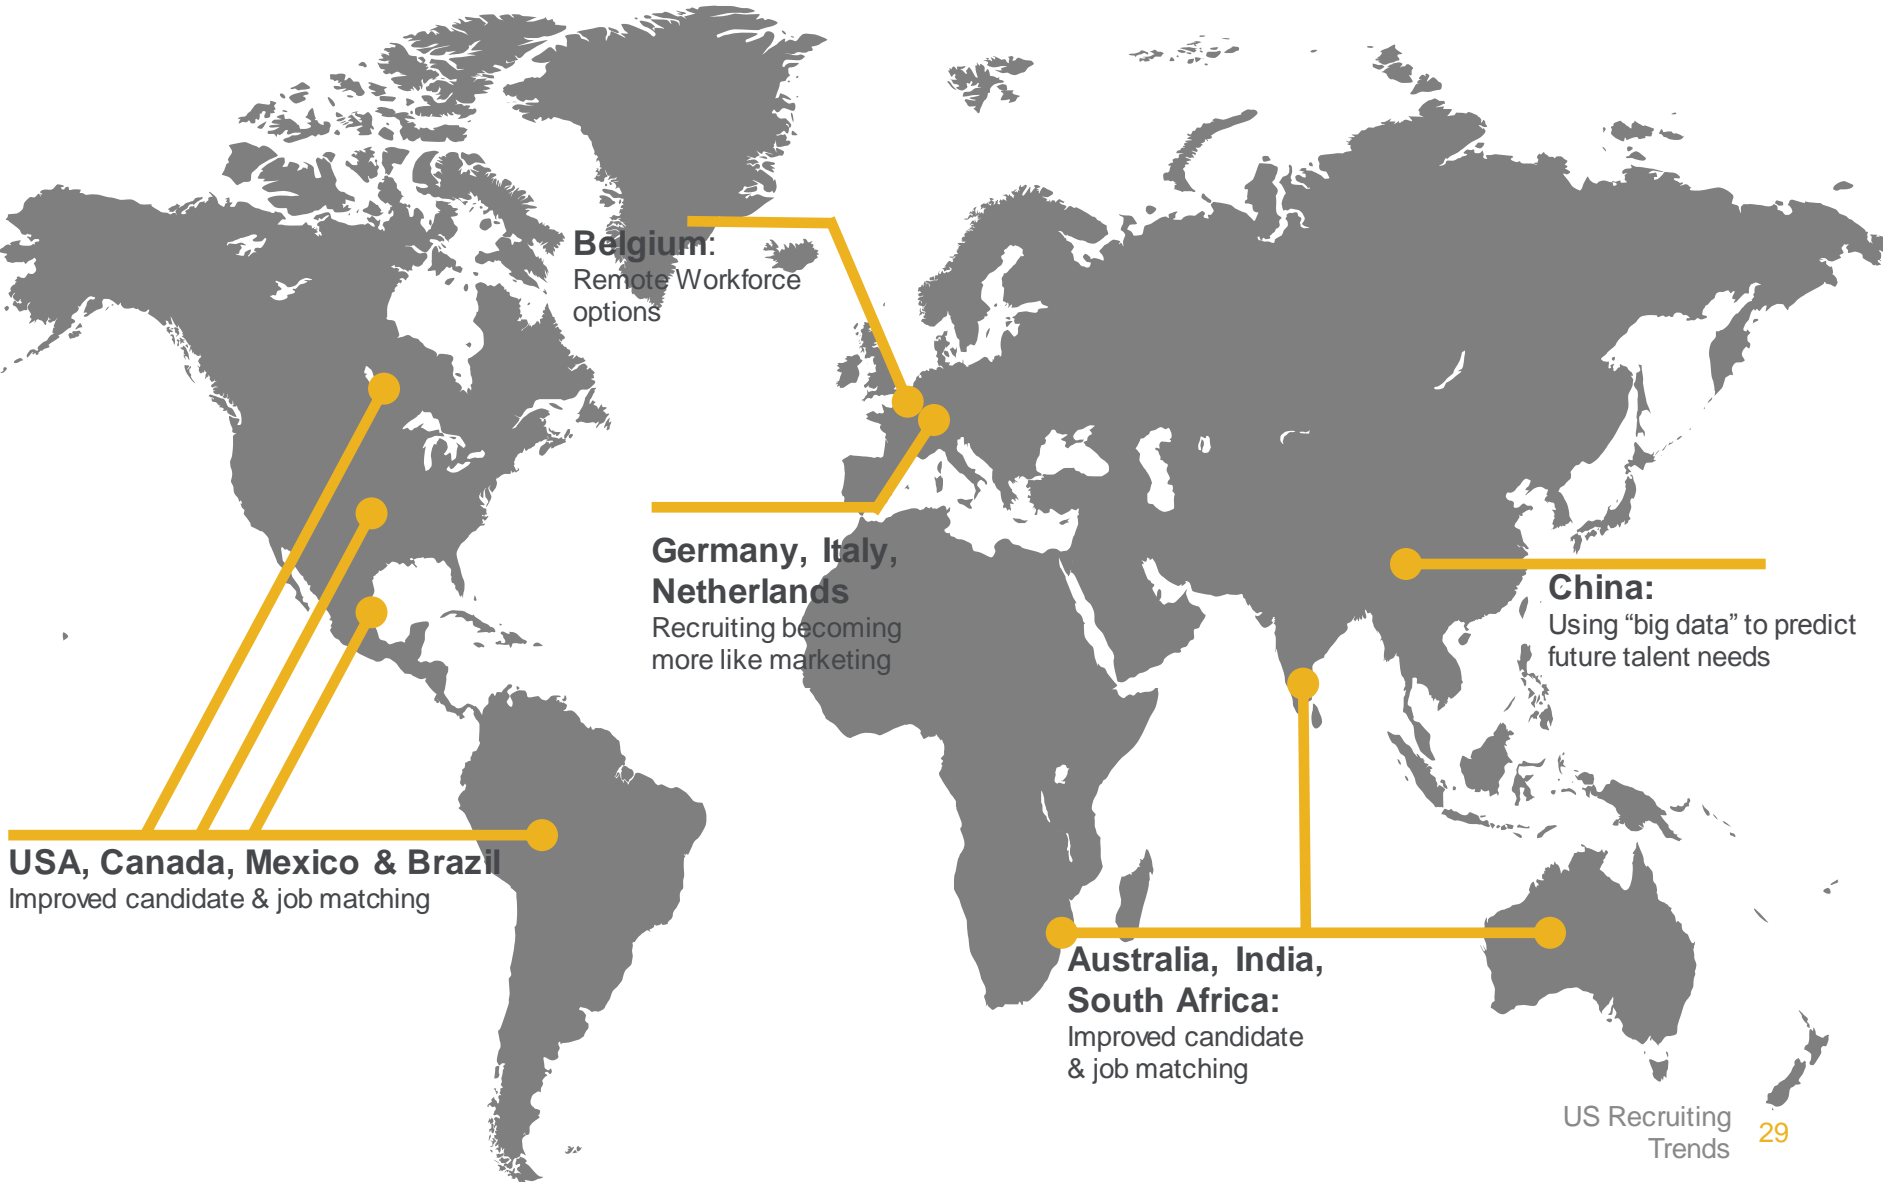 Belgium:
Remote Workforce
options
Germany, Italy,
Netherlands
Recruiting becoming
more like marketing
China:
Using “big data” to predict
future talent needs
USA, Canada, Mexico & Brazil
Improved candidate & job matching
Australia, India,
South Africa:
Improved candidate
& job matching
US Recruiting
Trends
29